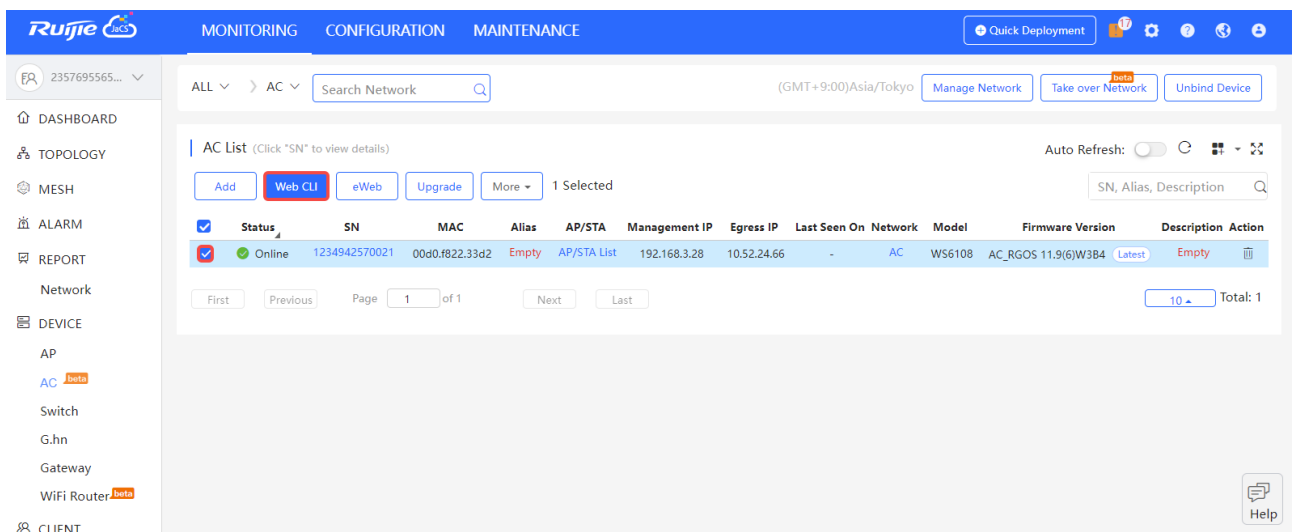 Ruijie JaCS MONITORING CONFIGURATION MAINTENANCE Quick Deployment 17
FR 2357695565...
ALL AC Search Network (GMT+9:00)Asia/Tokyo Manage Network Take over Network beta Unbind Device
DASHBOARD
TOPOLOGY
MESH
ALARM
REPORT
Network
DEVICE
AP
AC beta
Switch
G.hn
Gateway
WiFi Router beta
CLIENT
AC List (Click "SN" to view details) Auto Refresh:
Add Web CLI eWeb Upgrade More 1 Selected SN, Alias, Description
Status SN MAC Alias AP/STA Management IP Egress IP Last Seen On Network Model Firmware Version Description Action
Online 1234942570021 00d0.f822.33d2 Empty AP/STA List 192.168.3.28 10.52.24.66 - AC WS6108 AC_RGOS 11.9(6)W3B4 Latest Empty
First Previous Page 1 of 1 Next Last 10 Total: 1
Help